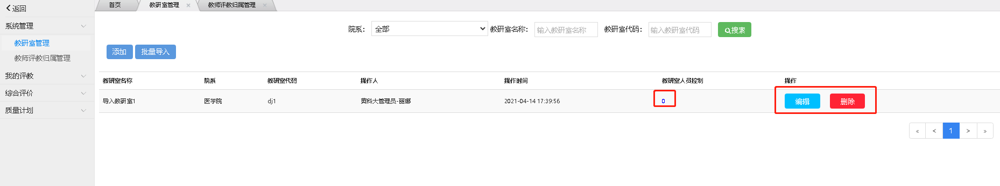 返回
首页
教研室管理 ×
教师评教归属管理 ×
系统管理
教研室管理
教师评教归属管理
我的评教
综合评价
质量计划
院系： 全部 教研室名称： 输入教研室名称 教研室代码： 输入教研室代码 搜索
添加 批量导入
教研室名称 院系 教研室代码 操作人 操作时间 教研室人员控制 操作
导入教研室1 医学院 dj1 黄科大管理员-丽娜 2021-04-14 17:39:56 0 编辑 删除
« < 1 > »